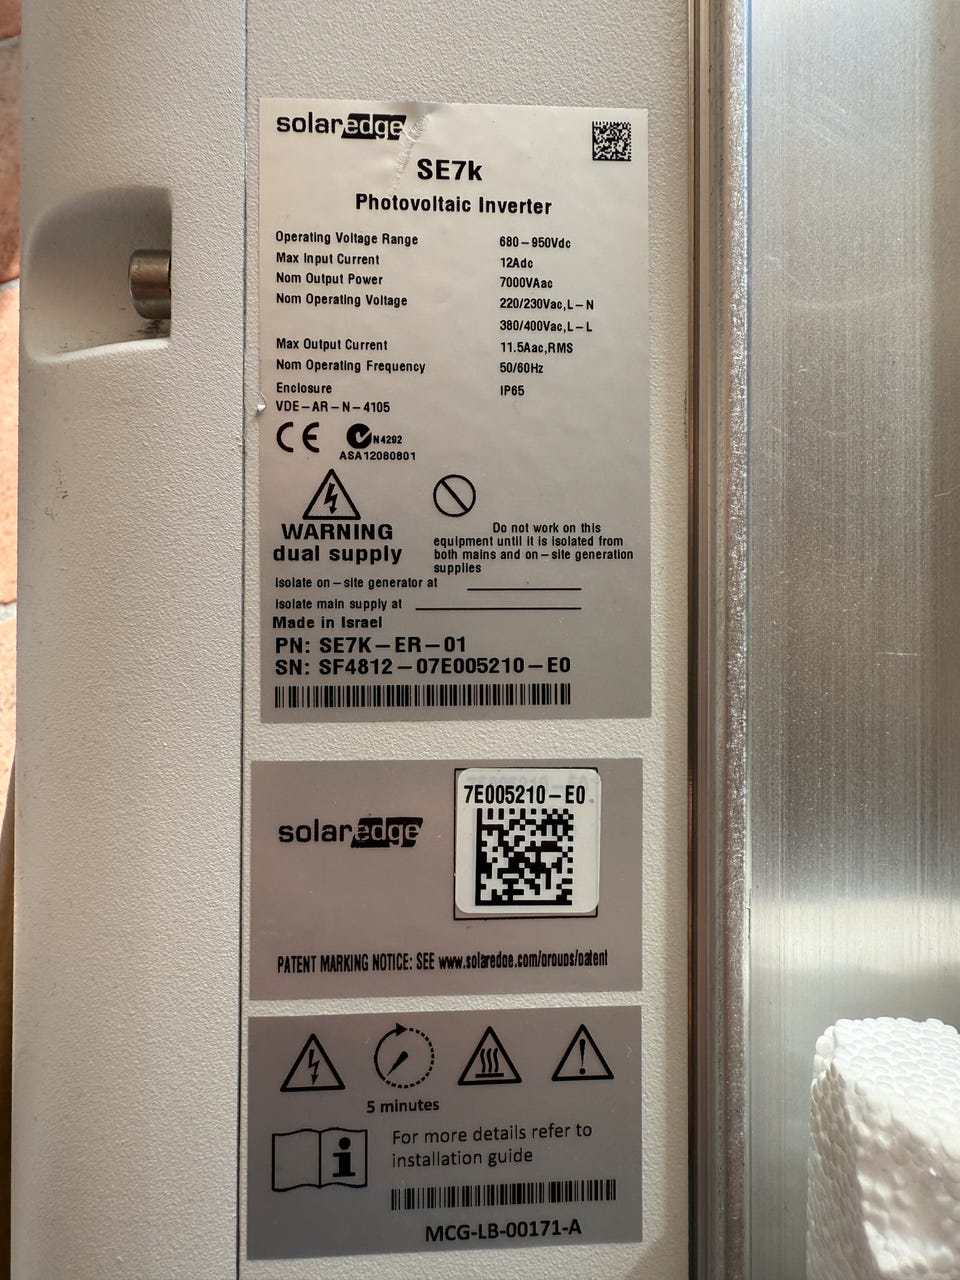 solaredge
SE7k
Photovoltaic Inverter
Operating Voltage Range 680-950Vdc
Max Input Current 12Adc
Nom Output Power 7000VAac
Nom Operating Voltage 220/230Vac,L-N
380/400Vac,L-L
Max Output Current 11.5Aac,RMS
Nom Operating Frequency 50/60Hz
Enclosure IP65
VDE-AR-N-4105
CE N4292
ASA12080801
WARNING
dual supply
Do not work on this
equipment until it is isolated from
both mains and on-site generation
supplies
isolate on-site generator at
isolate main supply at
Made in Israel
PN: SE7K-ER-01
SN: SF4812-07E005210-E0
7E005210-E0
solaredge
PATENT MARKING NOTICE: SEE www.solaredge.com/groups/patent
5 minutes
For more details refer to
installation guide
MCG-LB-00171-A